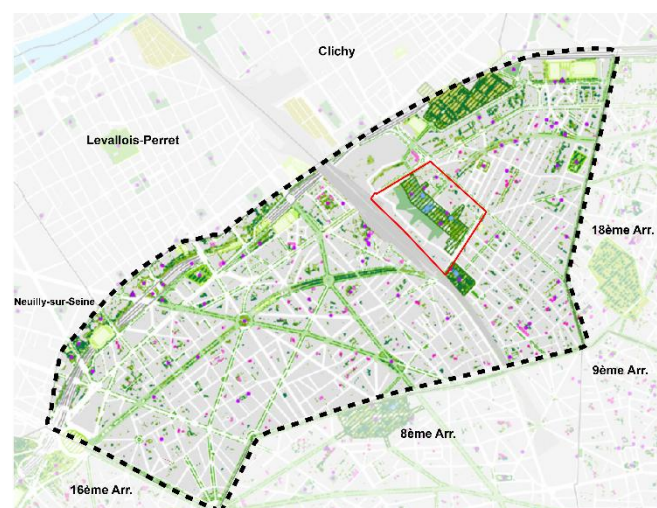 Clichy
Levallois-Perret
18ème Arr.
Neuilly-sur-Seine
9ème Arr.
8ème Arr.
16ème Arr.